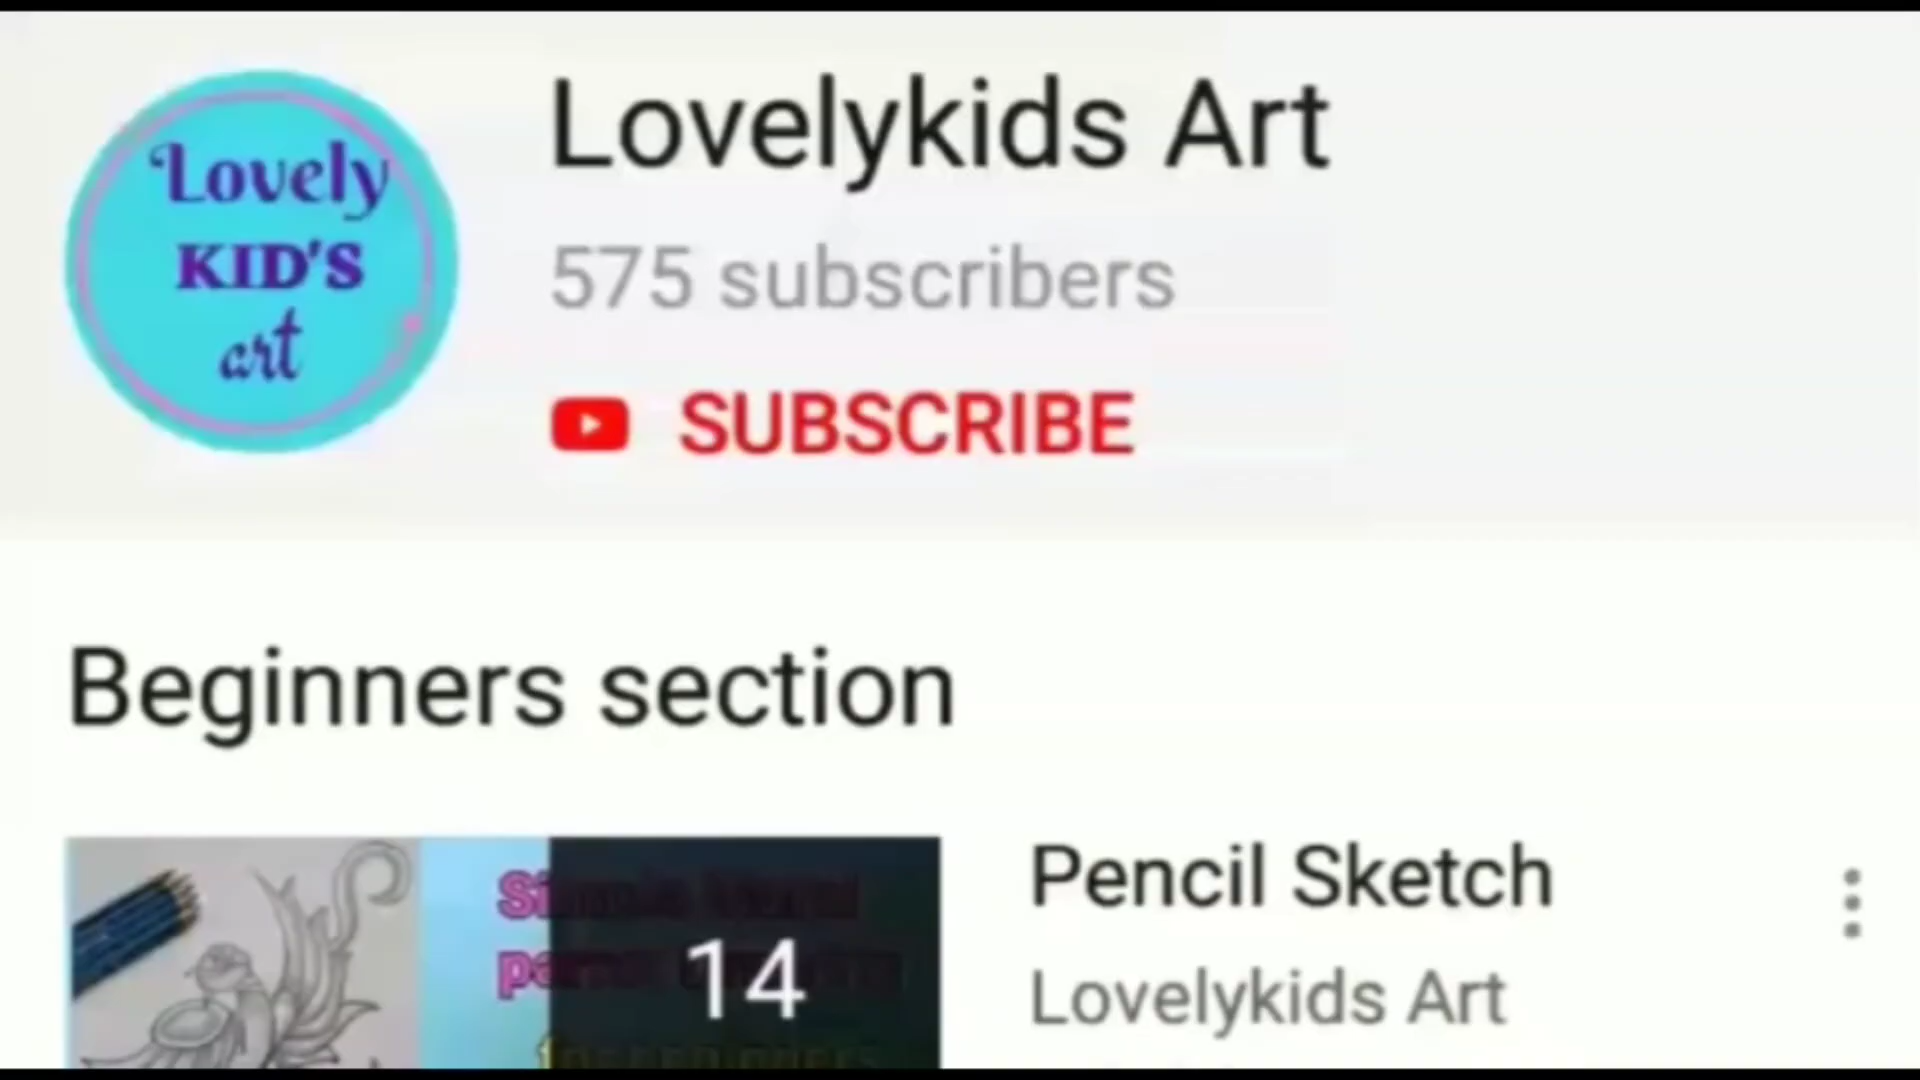 Lovely
KID'S
art
Lovelykids Art
575 subscribers
SUBSCRIBE
Beginners section
14
Pencil Sketch
Lovelykids Art